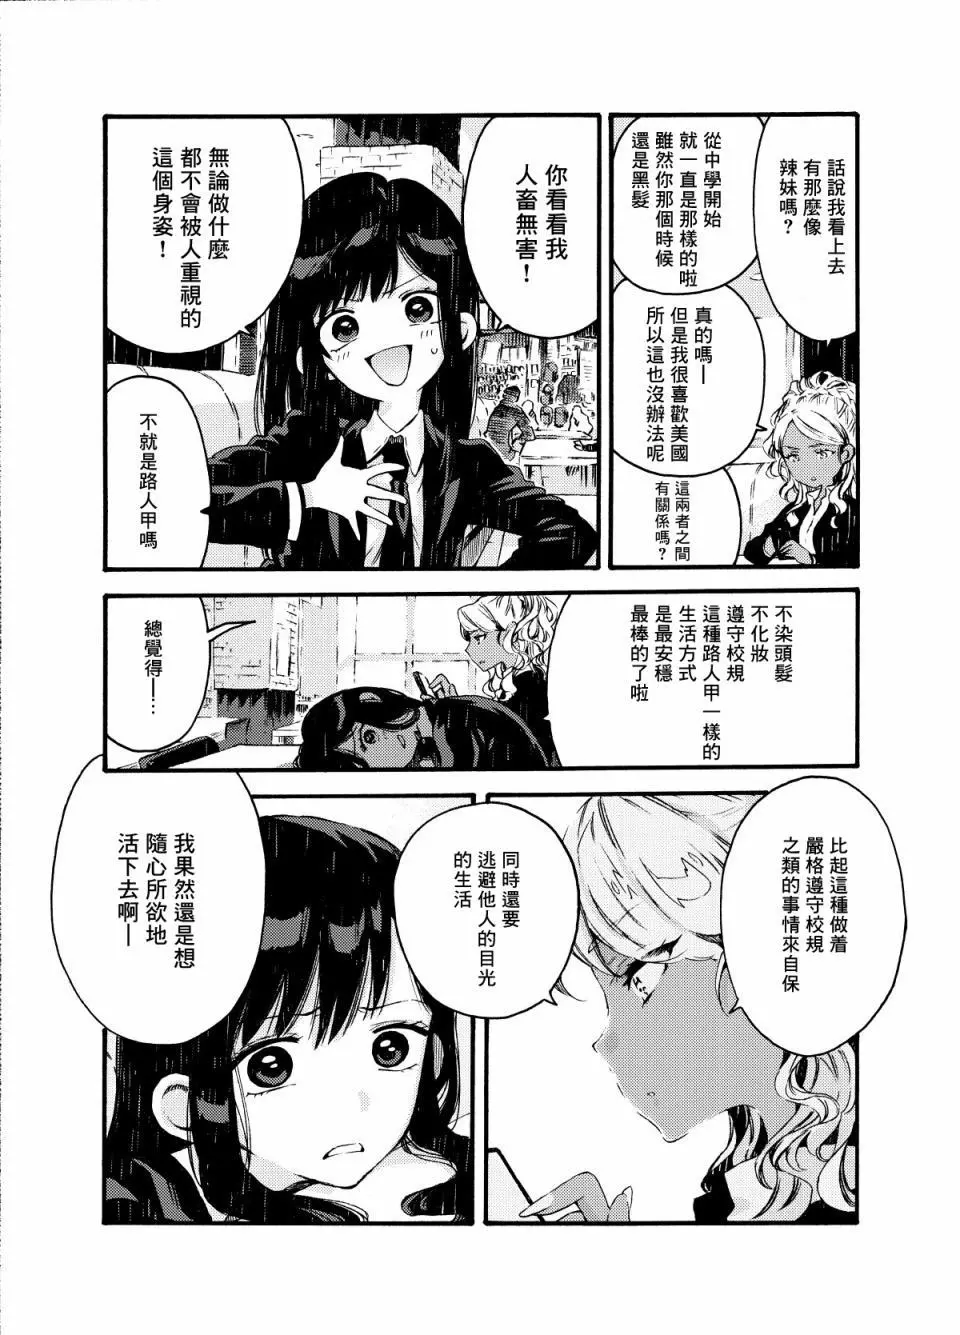 話說我看上去
有那麼像
辣妹嗎？
從中學開始
就一直是那樣的啦
雖然你那個時候
還是黑髮
真的嗎—
但是我很喜歡美國
所以這也沒辦法呢
這兩者之間
有關係嗎？
你看看我
人畜無害！
無論做什麼
都不會被人重視的
這個身姿！
不就是路人甲嗎
不染頭髮
不化妝
遵守校規
這種路人甲一樣的
生活方式
是最安穩
最棒的了啦
總覺得—……
比起這種做着
嚴格遵守校規
之類的事情來自保
同時還要
逃避他人的目光
的生活
我果然還是想
隨心所欲地
活下去啊—